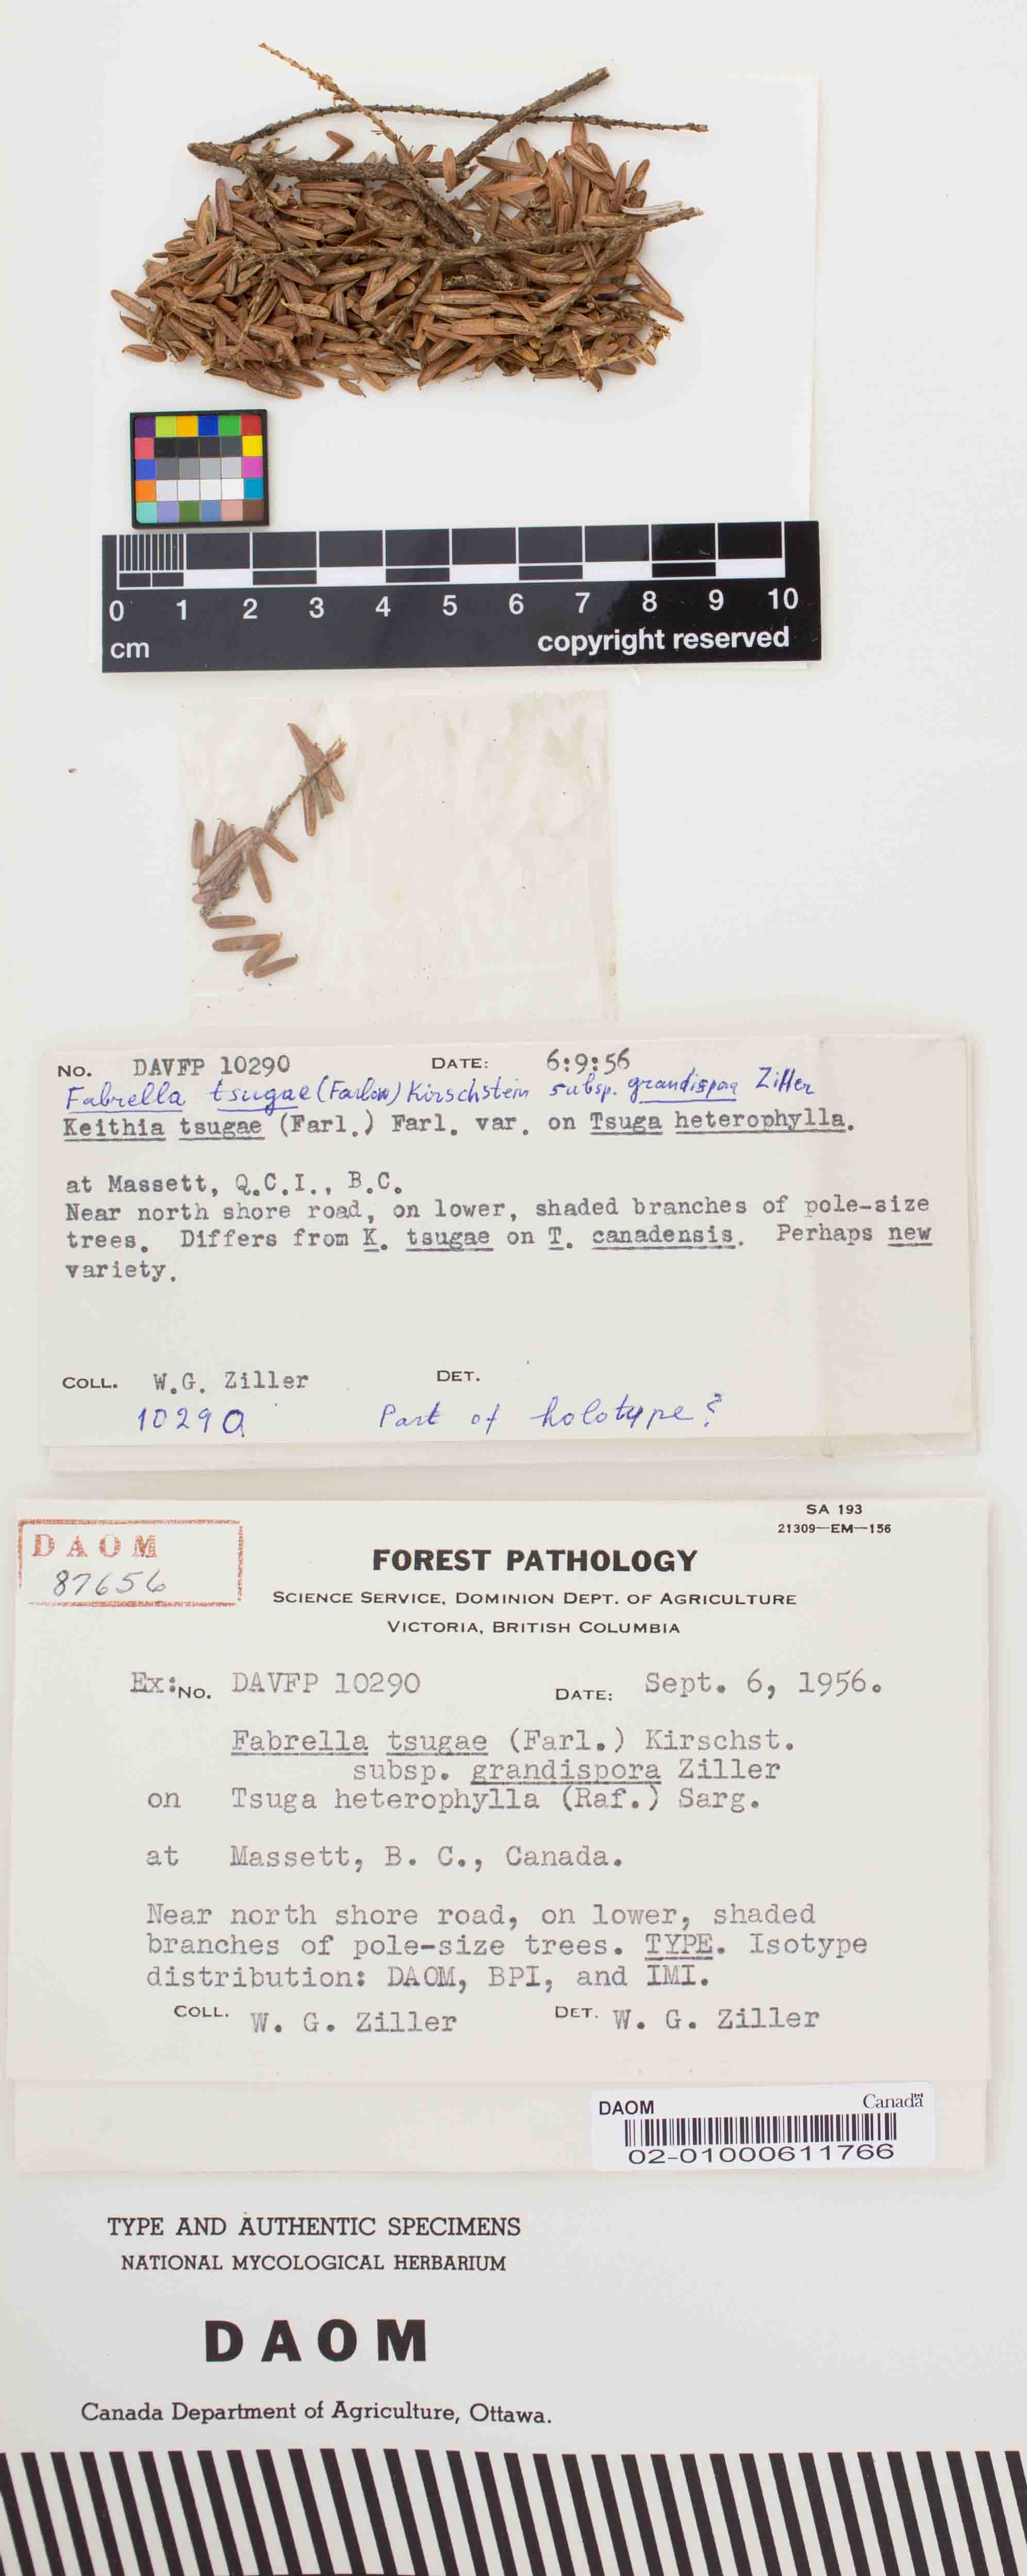 0 1 2 3 4 5 6 7 8 9 10
cm copyright reserved
No. DAVFP 10290 DATE: 6:9:56
Fabrella tsugae (Farlow) Kirschstein subsp. grandispora Ziller
Keithia tsugae (Farl.) Farl. var. on Tsuga heterophylla.
at Massett, Q.C.I., B.C.
Near north shore road, on lower, shaded branches of pole-size
trees. Differs from K. tsugae on T. canadensis. Perhaps new
variety.
COLL. W.G. Ziller DET.
10290 Part of holotype?
SA 193
21309—EM—156
DAOM
87656
FOREST PATHOLOGY
SCIENCE SERVICE, DOMINION DEPT. OF AGRICULTURE
VICTORIA, BRITISH COLUMBIA
Ex: No. DAVFP 10290 DATE: Sept. 6, 1956.
Fabrella tsugae (Farl.) Kirschst.
subsp. grandispora Ziller
on Tsuga heterophylla (Raf.) Sarg.
at Massett, B. C., Canada.
Near north shore road, on lower, shaded
branches of pole-size trees. TYPE. Isotype
distribution: DAOM, BPI, and IMI.
COLL. W. G. Ziller DET. W. G. Ziller
DAOM Canada
02-01000611766
TYPE AND AUTHENTIC SPECIMENS
NATIONAL MYCOLOGICAL HERBARIUM
DAOM
Canada Department of Agriculture, Ottawa.